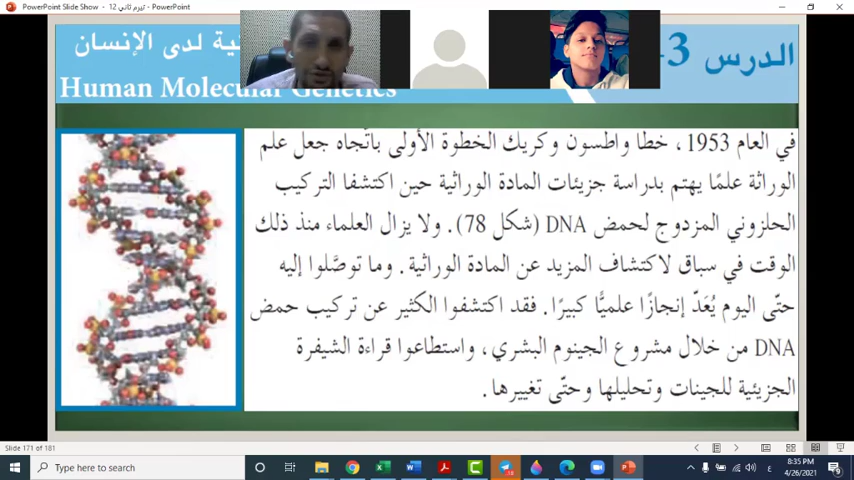 PowerPoint Slide Show - تيرم ثاني 12 - PowerPoint
الدرس 3-
ية لدى الإنسان
Human Molecular Genetics
في العام 1953، خطا واطسون وكريك الخطوة الأولى باتّجاه جعل علم
الوراثة علمًا يهتم بدراسة جزيئات المادة الوراثية حين اكتشفا التركيب
الحلزوني المزدوج لحمض DNA (شكل 78). ولا يزال العلماء منذ ذلك
الوقت في سباق لاكتشاف المزيد عن المادة الوراثية. وما توصَّلوا إليه
حتّى اليوم يُعَدّ إنجازًا علميًّا كبيرًا. فقد اكتشفوا الكثير عن تركيب حمض
DNA من خلال مشروع الجينوم البشري، واستطاعوا قراءة الشيفرة
الجزيئية للجينات وتحليلها وحتّى تغييرها.
Slide 171 of 181
Type here to search
8:35 PM
4/26/2021